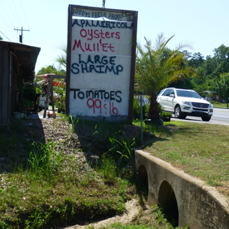 APALACHICOLA
Oysters
MullEt
LARGE
SHRIMP
TOMATOES
99¢ lb